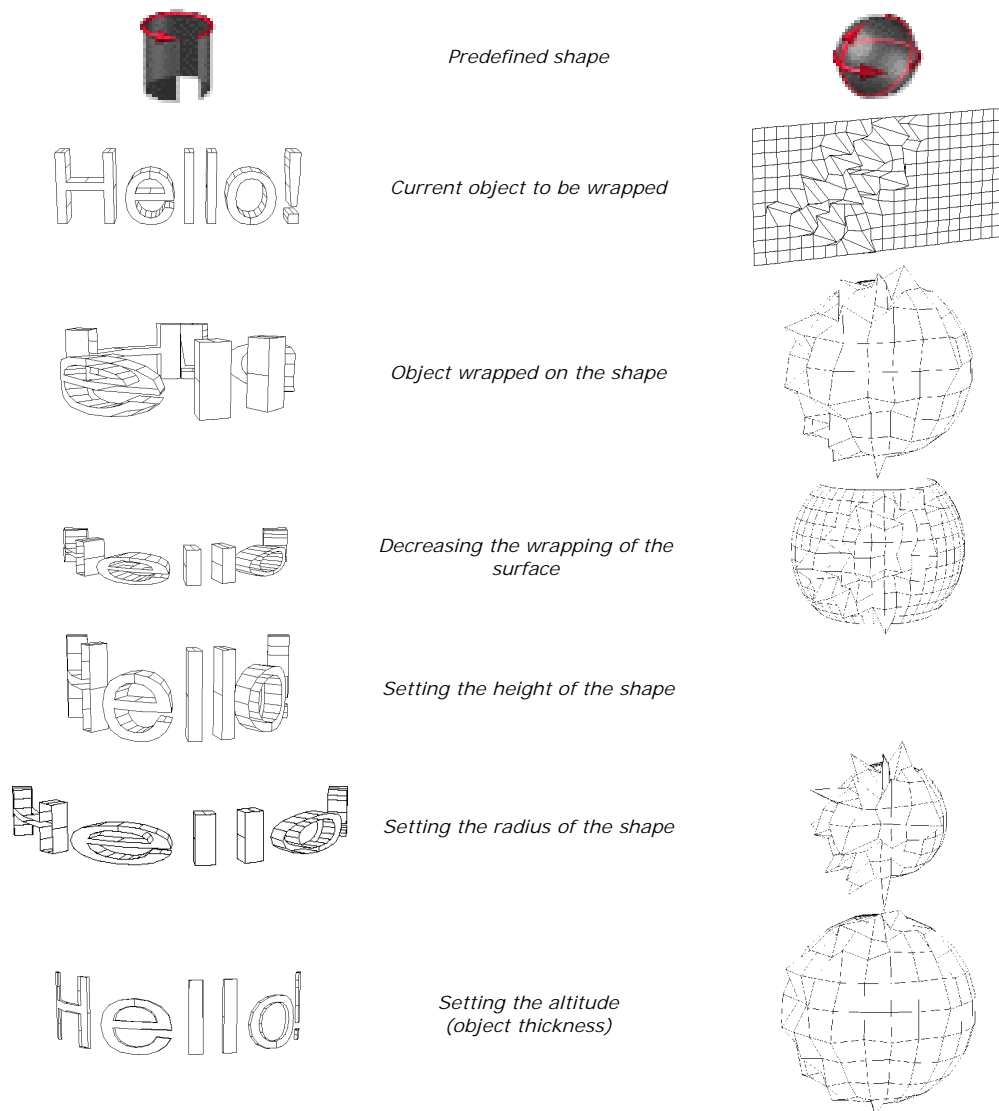 Predefined shape
Hello!
Current object to be wrapped
Object wrapped on the shape
Decreasing the wrapping of the
surface
Hello
Setting the height of the shape
Setting the radius of the shape
Hello!
Setting the altitude
(object thickness)